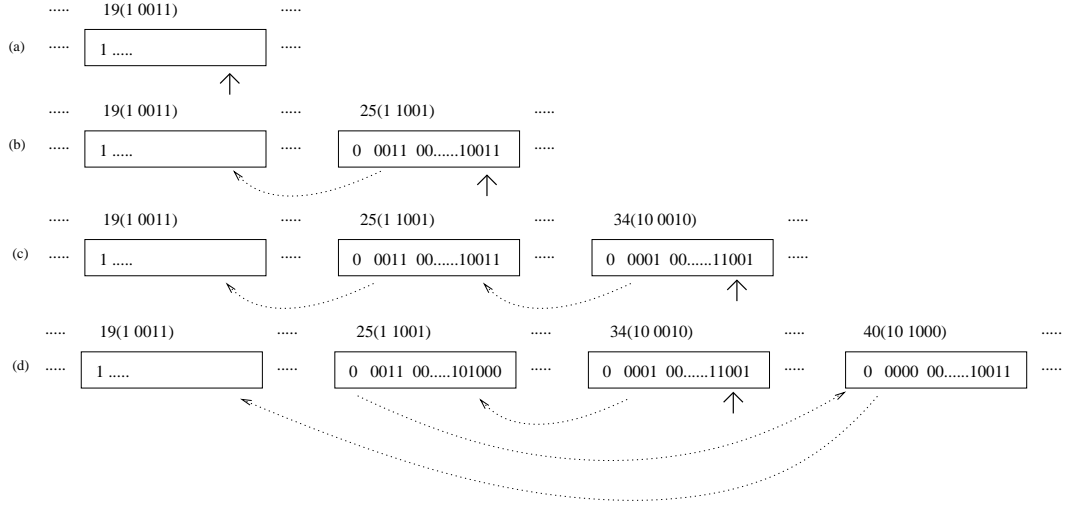 ..... 19(1 0011) .....
(a) ..... 1 ..... .....
..... 19(1 0011) ..... 25(1 1001) .....
(b) ..... 1 ..... ..... 0 0011 00......10011 .....
..... 19(1 0011) ..... 25(1 1001) ..... 34(10 0010) .....
(c) ..... 1 ..... ..... 0 0011 00......10011 ..... 0 0001 00......11001 .....
..... 19(1 0011) ..... 25(1 1001) ..... 34(10 0010) ..... 40(10 1000) .....
(d) ..... 1 ..... ..... 0 0011 00.....101000 ..... 0 0001 00......11001 ..... 0 0000 00......10011 .....